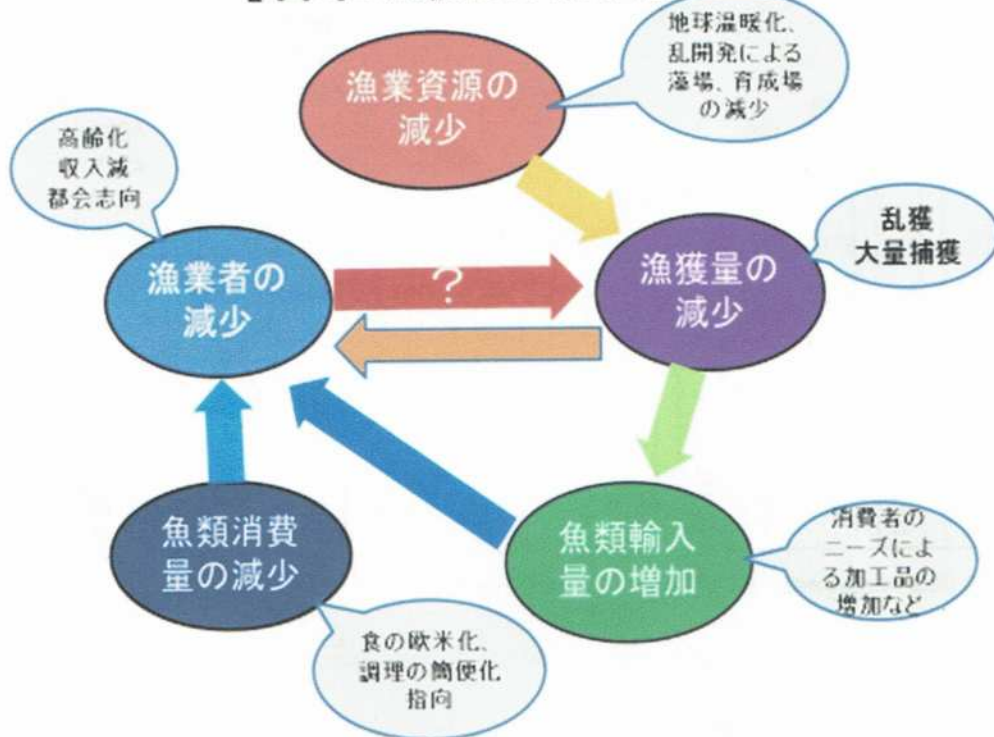 地球温暖化、
乱開発による
藻場、育成場
の減少
漁業資源の
減少
高齢化
収入減
都会志向
乱獲
大量捕獲
漁業者の
減少
?
漁獲量の
減少
魚類消費
量の減少
魚類輸入
量の増加
消費者の
ニーズによ
る加工品の
増加など
食の欧米化、
調理の簡便化
指向